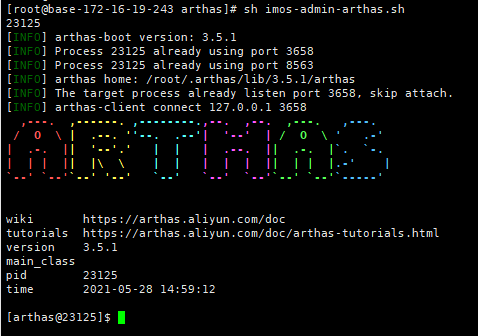 [root@base-172-16-19-243 arthas]# sh imos-admin-arthas.sh
23125
[INFO] arthas-boot version: 3.5.1
[INFO] Process 23125 already using port 3658
[INFO] Process 23125 already using port 8563
[INFO] arthas home: /root/.arthas/lib/3.5.1/arthas
[INFO] The target process already listen port 3658, skip attach.
[INFO] arthas-client connect 127.0.0.1 3658
ARTHAS
wiki https://arthas.aliyun.com/doc
tutorials https://arthas.aliyun.com/doc/arthas-tutorials.html
version 3.5.1
main_class
pid 23125
time 2021-05-28 14:59:12
[arthas@23125]$